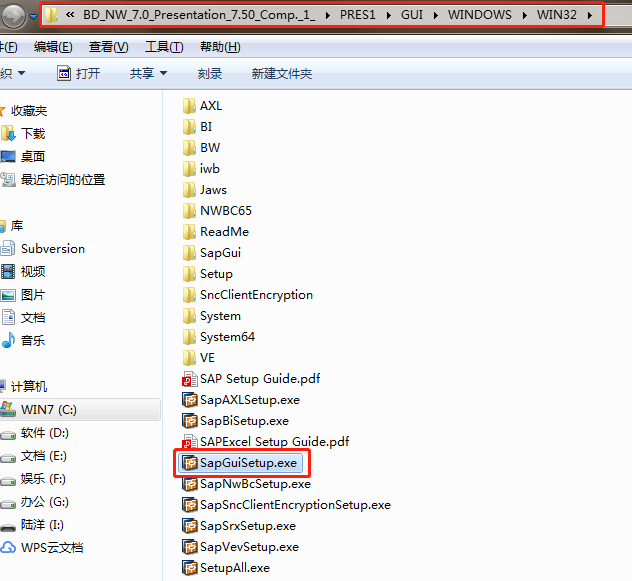 « BD_NW_7.0_Presentation_7.50_Comp._1_ PRES1 GUI WINDOWS WIN32
(F) 编辑(E) 查看(V) 工具(T) 帮助(H)
织 打开 共享 刻录 新建文件夹
收藏夹
下载
桌面
最近访问的位置
库
Subversion
视频
图片
文档
音乐
计算机
WIN7 (C:)
软件 (D:)
文档 (E:)
娱乐 (F:)
办公 (G:)
陆洋 (I:)
WPS云文档
AXL
BI
BW
iwb
Jaws
NWBC65
ReadMe
SapGui
Setup
SncClientEncryption
System
System64
VE
SAP Setup Guide.pdf
SapAXLSetup.exe
SapBiSetup.exe
SAPExcel Setup Guide.pdf
SapGuiSetup.exe
SapNwBcSetup.exe
SapSncClientEncryptionSetup.exe
SapSrxSetup.exe
SapVevSetup.exe
SetupAll.exe